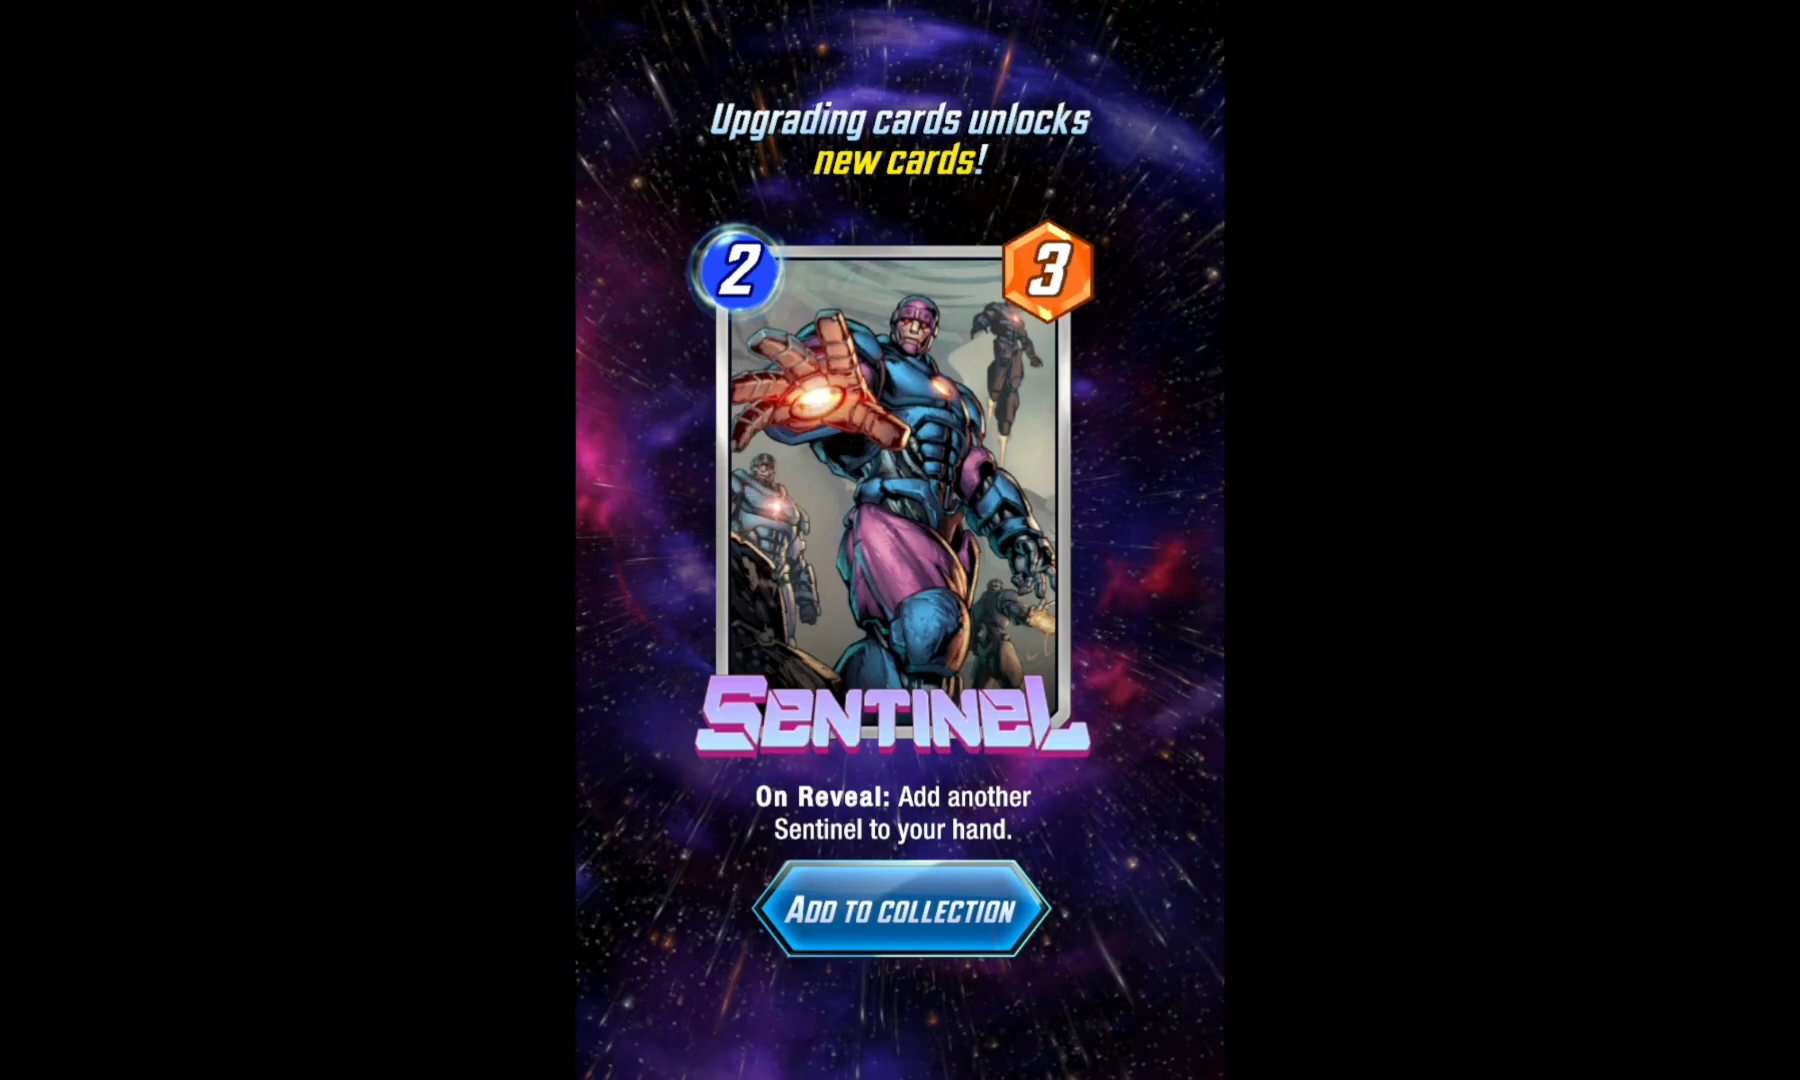 Upgrading cards unlocks
new cards!
2
3
SENTINEL
On Reveal: Add another
Sentinel to your hand.
ADD TO COLLECTION